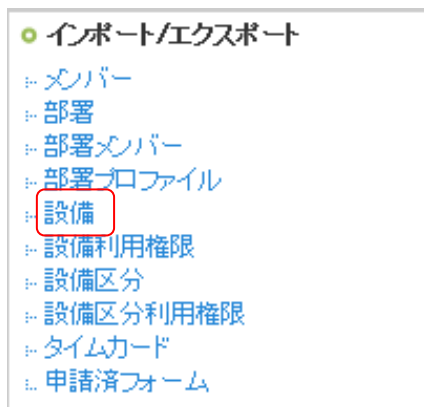 インポート/エクスポート
メンバー
部署
部署メンバー
部署プロファイル
設備
設備利用権限
設備区分
設備区分利用権限
タイムカード
申請済フォーム